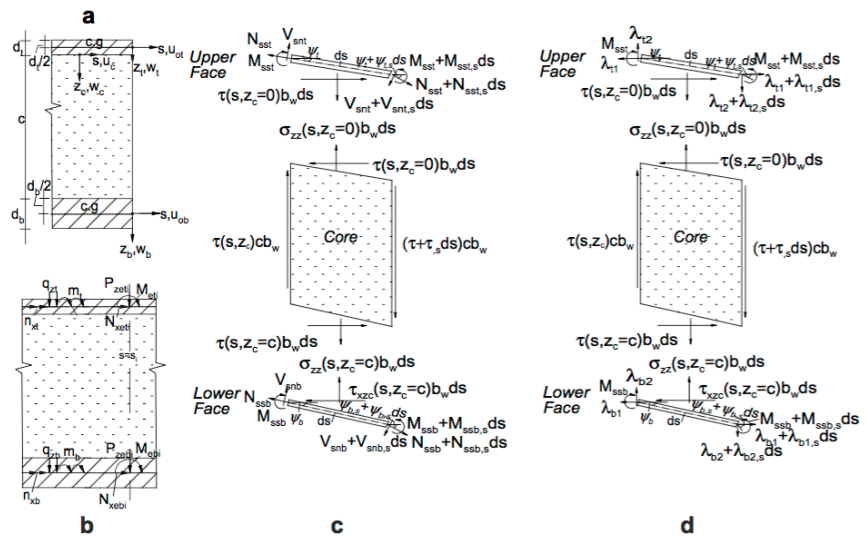 a
c.g
s,u_ot
d_t
d_t/2
s,u_c
z_t,w_t
z_c,w_c
c
d_b/2
c.g
d_b
s,u_ob
z_b,w_b
q_zt
m_t
P_zeti
M_eti
n_xt
N_xeti
s=s_i
q_zb
m_b
P_zebi
M_ebi
n_xb
N_xebi
b
Upper
Face
N_sst
V_snt
M_sst
ψ_t
ds
ψ_t+ψ_t,s ds
M_sst+M_sst,s ds
N_sst+N_sst,s ds
V_snt+V_snt,s ds
τ(s,z_c=0)b_w ds
σ_zz(s,z_c=0)b_w ds
τ(s,z_c=0)b_w ds
τ(s,z_c)cb_w
Core
(τ+τ_,s ds)cb_w
τ(s,z_c=c)b_w ds
σ_zz(s,z_c=c)b_w ds
Lower
Face
V_snb
τ_xzc(s,z_c=c)b_w ds
N_ssb
M_ssb
ψ_b
ds
ψ_b,s+ψ_b,s ds
M_ssb+M_ssb,s ds
V_snb+V_snb,s ds
N_ssb+N_ssb,s ds
c
Upper
Face
λ_t2
M_sst
λ_t1
ψ_t
ds
ψ_t+ψ_t,s ds
M_sst+M_sst,s ds
λ_t1+λ_t1,s ds
λ_t2+λ_t2,s ds
τ(s,z_c=0)b_w ds
σ_zz(s,z_c=0)b_w ds
τ(s,z_c=0)b_w ds
τ(s,z_c)cb_w
Core
(τ+τ_,s ds)cb_w
τ(s,z_c=c)b_w ds
σ_zz(s,z_c=c)b_w ds
Lower
Face
M_ssb
λ_b2
τ_xzc(s,z_c=c)b_w ds
λ_b1
ψ_b
ds
ψ_b,s+ψ_b,s ds
M_ssb+M_ssb,s ds
λ_b1+λ_b1,s ds
λ_b2+λ_b2,s ds
d